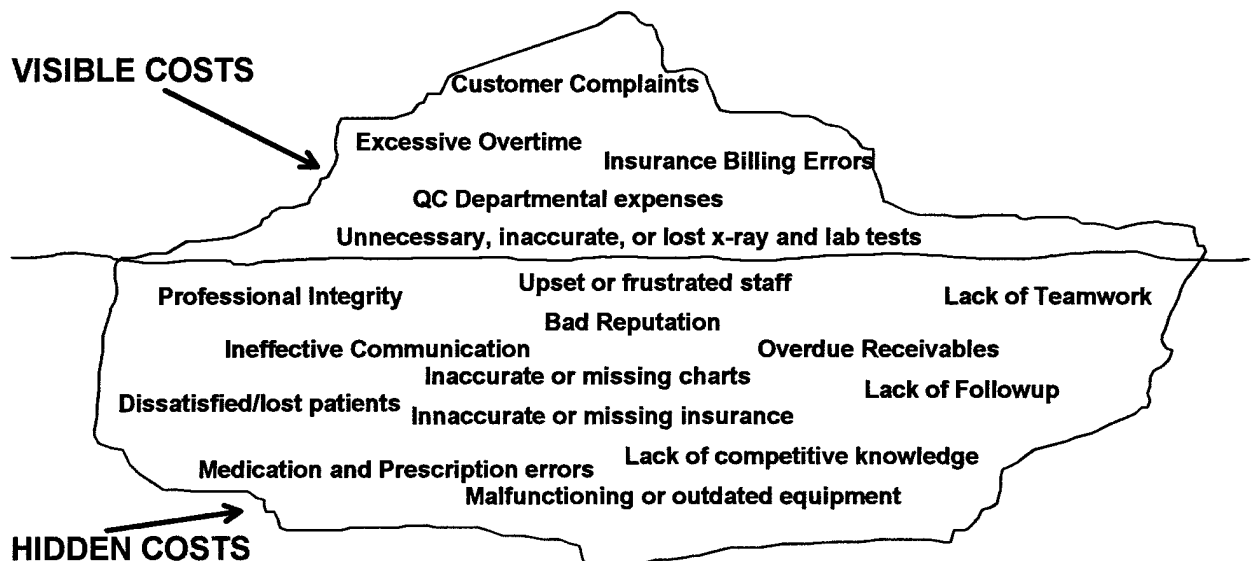 VISIBLE COSTS
Customer Complaints
Excessive Overtime
Insurance Billing Errors
QC Departmental expenses
Unnecessary, inaccurate, or lost x-ray and lab tests
Upset or frustrated staff
Professional Integrity
Lack of Teamwork
Bad Reputation
Ineffective Communication
Overdue Receivables
Inaccurate or missing charts
Lack of Followup
Dissatisfied/lost patients
Innaccurate or missing insurance
Lack of competitive knowledge
Medication and Prescription errors
Malfunctioning or outdated equipment
HIDDEN COSTS